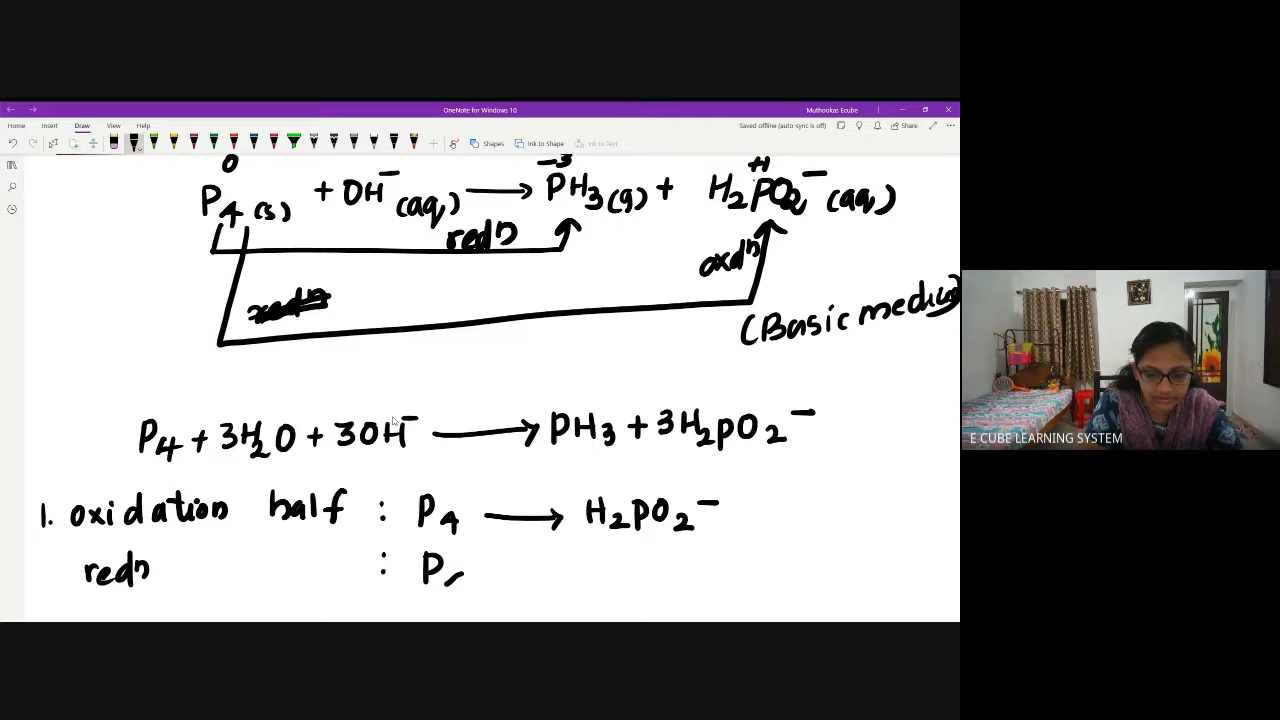 OneNote for Windows 10
Muthookas Ecube
Home Insert Draw View Help
Saved offline (auto-sync is off) Share
Shapes Ink to Shape Ink to Text
0 -3 +1
P4 (s) + OH⁻ (aq) ⟶ PH3 (g) + H2PO2⁻ (aq)
redn
oxdn
(Basic medium)
P4 + 3H2O + 3OH⁻ ⟶ PH3 + 3H2PO2⁻
1. oxidation half : P4 ⟶ H2PO2⁻
redn : P
E CUBE LEARNING SYSTEM